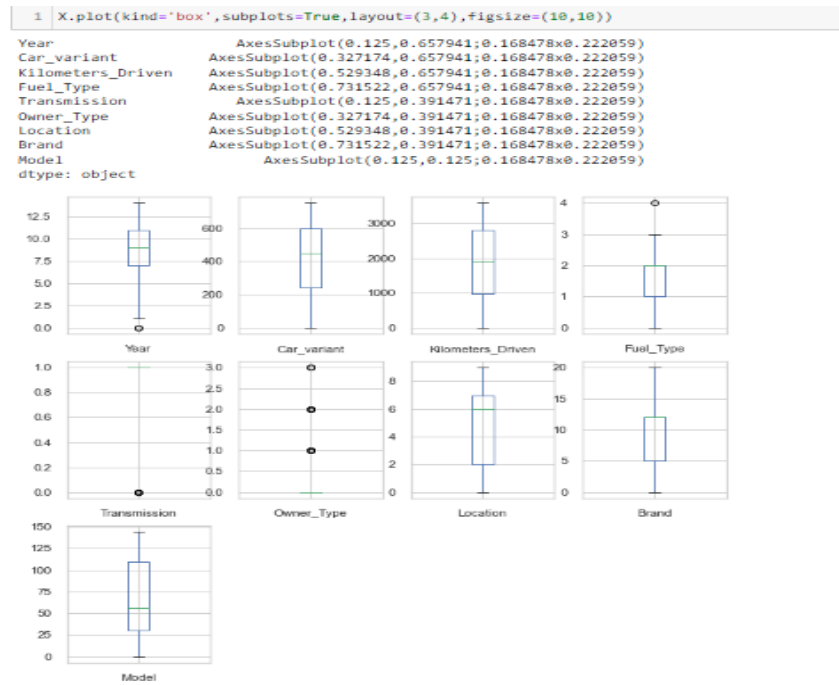 1 X.plot(kind='box',subplots=True,layout=(3,4),figsize=(10,10))
Year AxesSubplot(0.125,0.657941;0.168478x0.222059)
Car_variant AxesSubplot(0.327174,0.657941;0.168478x0.222059)
Kilometers_Driven AxesSubplot(0.529348,0.657941;0.168478x0.222059)
Fuel_Type AxesSubplot(0.731522,0.657941;0.168478x0.222059)
Transmission AxesSubplot(0.125,0.391471;0.168478x0.222059)
Owner_Type AxesSubplot(0.327174,0.391471;0.168478x0.222059)
Location AxesSubplot(0.529348,0.391471;0.168478x0.222059)
Brand AxesSubplot(0.731522,0.391471;0.168478x0.222059)
Model AxesSubplot(0.125,0.125;0.168478x0.222059)
dtype: object
12.5
10.0
7.5
5.0
2.5
0.0
Year
600
400
200
0
Car_variant
3000
2000
1000
0
Kilometers_Driven
4
3
2
1
0
Fuel_Type
1.0
0.8
0.6
0.4
0.2
0.0
Transmission
3.0
2.5
2.0
1.5
1.0
0.5
0.0
Owner_Type
8
6
4
2
0
Location
20
15
10
5
0
Brand
150
125
100
75
50
25
0
Model